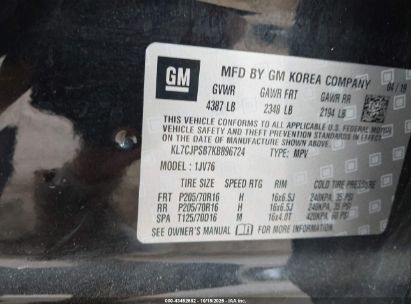 GM
MFD BY GM KOREA COMPANY
04 / 19
GVWR GAWR FRT GAWR RR
4387 LB 2348 LB 2194 LB
THIS VEHICLE CONFORMS TO ALL APPLICABLE U.S. FEDERAL MOTOR
VEHICLE SAFETY, BUMPER, AND THEFT PREVENTION STANDARDS IN EFFECT
ON THE DATE OF MANUFACTURE SHOWN ABOVE.
KL7CJPSB7KB896724 TYPE: MPV
MODEL : 1JV76
TIRE SIZE SPEED RTG RIM COLD TIRE PRESSURE
FRT P205/70R16 H 16x6.5J 240KPA, 35 PSI
RR P205/70R16 H 16x6.5J 240KPA, 35 PSI
SPA T125/70D16 M 16x4.0T 420KPA, 60 PSI
SEE OWNER'S MANUAL FOR MORE INFORMATION.